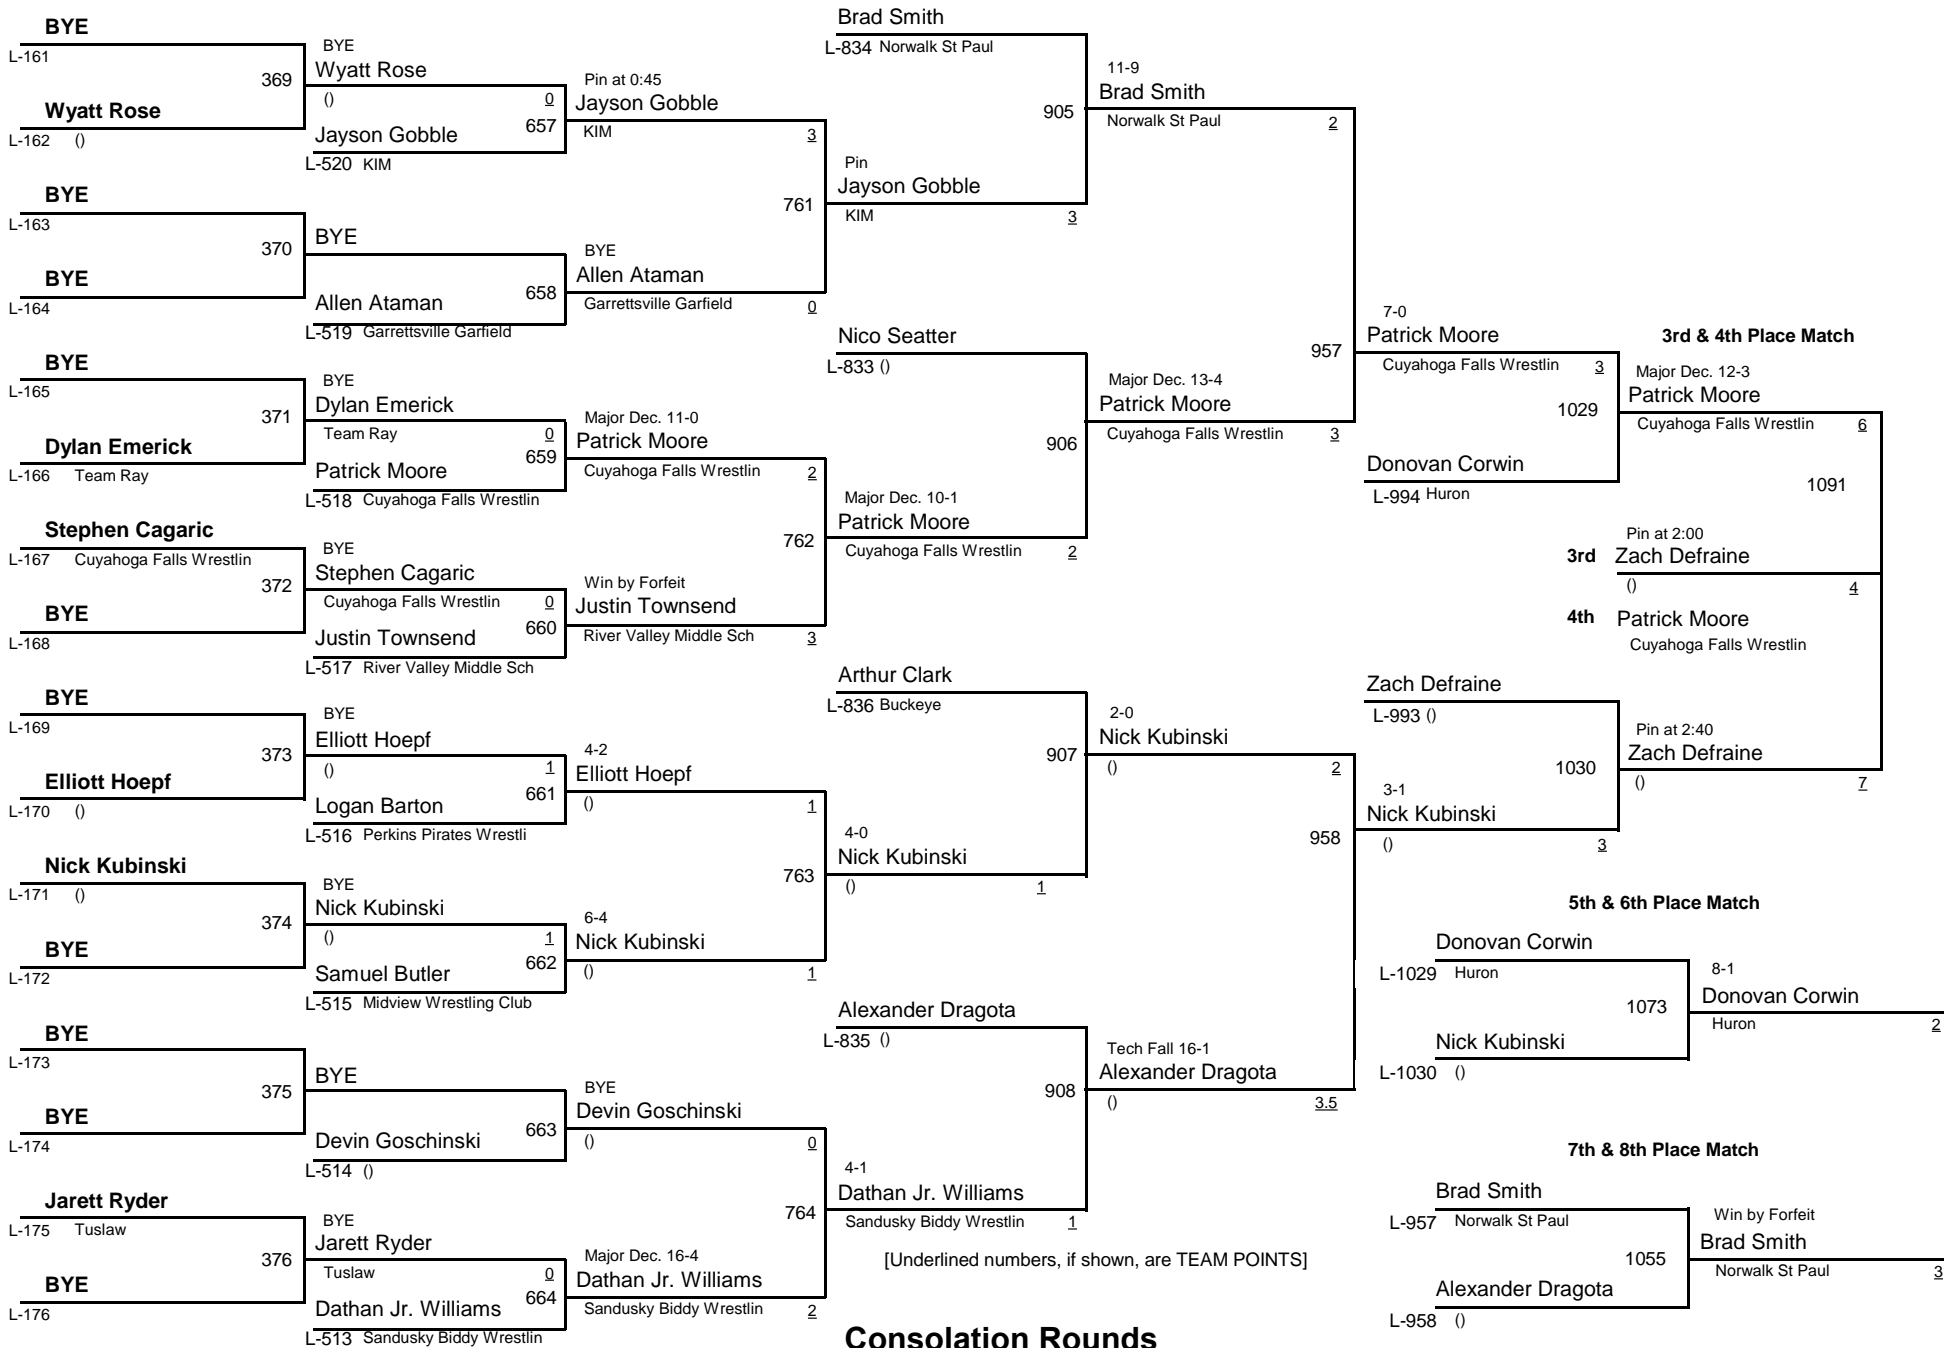 BYE
L-161
369
Wyatt Rose
L-162 ()
BYE
L-163
370
BYE
L-164
BYE
L-165
371
Dylan Emerick
L-166 Team Ray
Stephen Cagaric
L-167 Cuyahoga Falls Wrestlin
372
BYE
L-168
BYE
L-169
373
Elliott Hoepf
L-170 ()
Nick Kubinski
L-171 ()
374
BYE
L-172
BYE
L-173
375
BYE
L-174
Jarett Ryder
L-175 Tuslaw
376
BYE
L-176
BYE
Wyatt Rose
() 0
657
Jayson Gobble
L-520 KIM
BYE
658
Allen Ataman
L-519 Garrettsville Garfield
BYE
Dylan Emerick
Team Ray 0
659
Patrick Moore
L-518 Cuyahoga Falls Wrestlin
BYE
Stephen Cagaric
Cuyahoga Falls Wrestlin 0
660
Justin Townsend
L-517 River Valley Middle Sch
BYE
Elliott Hoepf
() 1
661
Logan Barton
L-516 Perkins Pirates Wrestli
BYE
Nick Kubinski
() 1
662
Samuel Butler
L-515 Midview Wrestling Club
BYE
663
Devin Goschinski
L-514 ()
BYE
Jarett Ryder
Tuslaw 0
664
Dathan Jr. Williams
L-513 Sandusky Biddy Wrestlin
Pin at 0:45
Jayson Gobble
KIM 3
761
BYE
Allen Ataman
Garrettsville Garfield 0
Major Dec. 11-0
Patrick Moore
Cuyahoga Falls Wrestlin 2
762
Win by Forfeit
Justin Townsend
River Valley Middle Sch 3
4-2
Elliott Hoepf
() 1
763
6-4
Nick Kubinski
() 1
BYE
Devin Goschinski
() 0
764
Major Dec. 16-4
Dathan Jr. Williams
Sandusky Biddy Wrestlin 2
Brad Smith
L-834 Norwalk St Paul
905
Pin
Jayson Gobble
KIM 3
Nico Seatter
L-833 ()
906
Major Dec. 10-1
Patrick Moore
Cuyahoga Falls Wrestlin 2
Arthur Clark
L-836 Buckeye
907
4-0
Nick Kubinski
() 1
Alexander Dragota
L-835 ()
908
4-1
Dathan Jr. Williams
Sandusky Biddy Wrestlin 1
[Underlined numbers, if shown, are TEAM POINTS]
Consolation Rounds
11-9
Brad Smith
Norwalk St Paul 2
957
Major Dec. 13-4
Patrick Moore
Cuyahoga Falls Wrestlin 3
2-0
Nick Kubinski
() 2
958
Tech Fall 16-1
Alexander Dragota
() 3.5
7-0
Patrick Moore
Cuyahoga Falls Wrestlin 3
1029
Donovan Corwin
L-994 Huron
Zach Defraine
L-993 ()
1030
3-1
Nick Kubinski
() 3
3rd & 4th Place Match
Major Dec. 12-3
Patrick Moore
Cuyahoga Falls Wrestlin 6
1091
Pin at 2:00
3rd Zach Defraine
() 4
4th Patrick Moore
Cuyahoga Falls Wrestlin
Pin at 2:40
Zach Defraine
() 7
5th & 6th Place Match
Donovan Corwin
L-1029 Huron
1073
Nick Kubinski
L-1030 ()
8-1
Donovan Corwin
Huron 2
7th & 8th Place Match
Brad Smith
L-957 Norwalk St Paul
1055
Alexander Dragota
L-958 ()
Win by Forfeit
Brad Smith
Norwalk St Paul 3